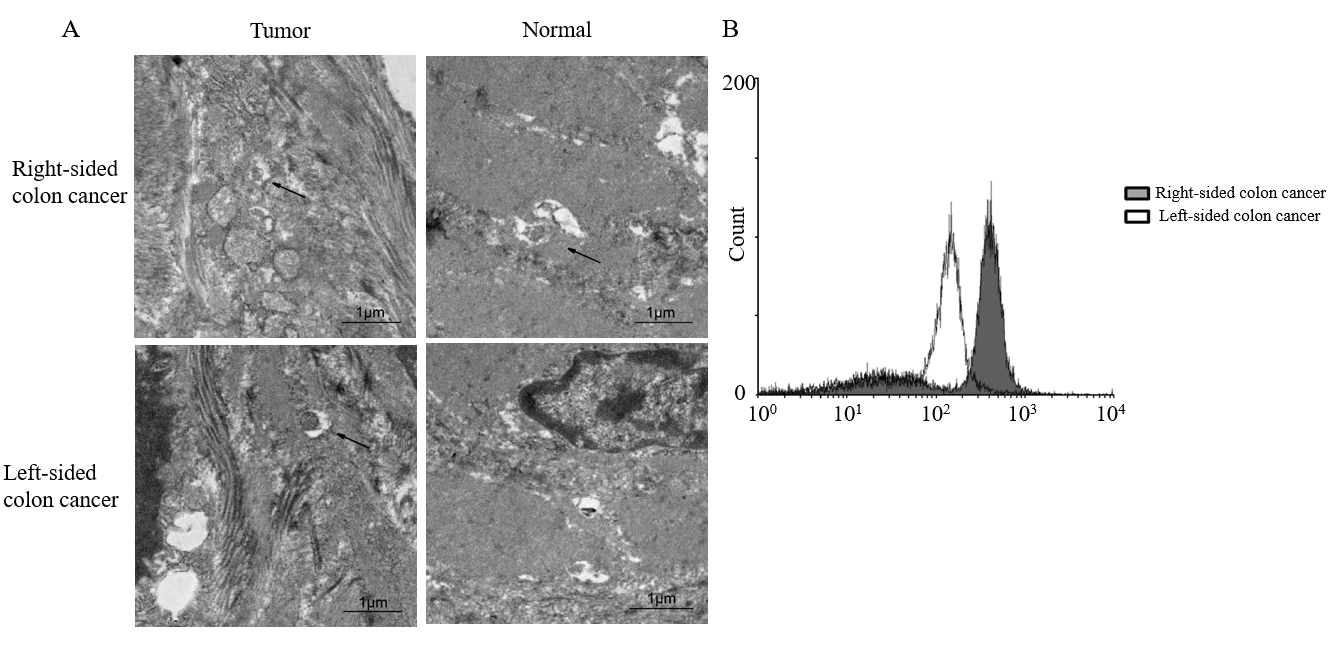 A
Tumor
Normal
B
Right-sided
colon cancer
Left-sided
colon cancer
1μm
1μm
1μm
1μm
200
Count
0
10⁰
10¹
10²
10³
10⁴
Right-sided colon cancer
Left-sided colon cancer